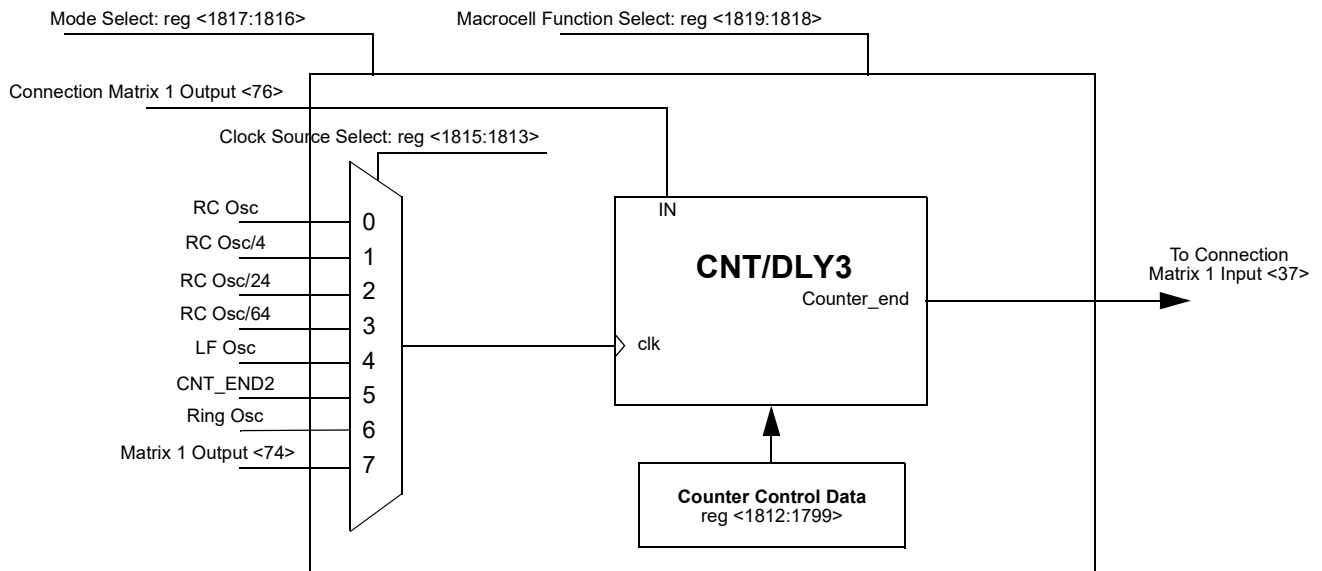 Mode Select: reg <1817:1816>
Macrocell Function Select: reg <1819:1818>
Connection Matrix 1 Output <76>
Clock Source Select: reg <1815:1813>
RC Osc
0
RC Osc/4
1
RC Osc/24
2
RC Osc/64
3
LF Osc
4
CNT_END2
5
Ring Osc
6
Matrix 1 Output <74>
7
IN
CNT/DLY3
Counter_end
clk
To Connection
Matrix 1 Input <37>
Counter Control Data
reg <1812:1799>